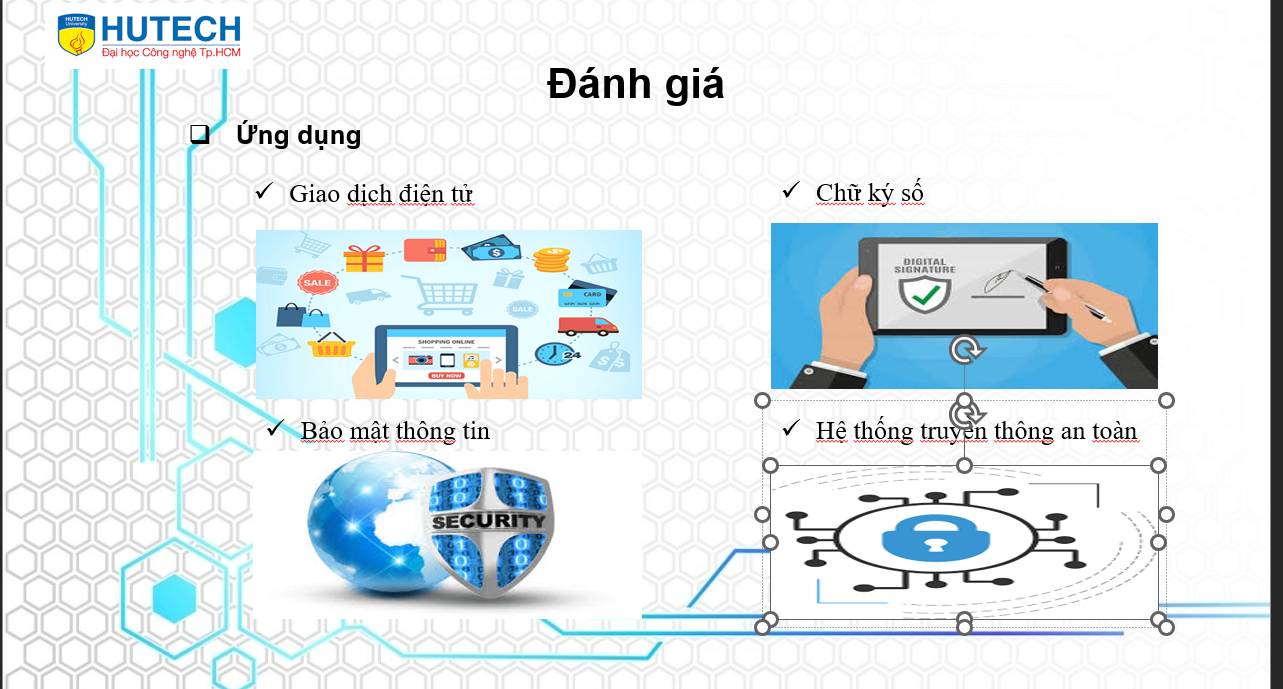 HUTECH
University
HUTECH
Đại học Công nghệ Tp.HCM
Đánh giá
Ứng dụng
Giao dịch điện tử
Chữ ký số
SALE
CARD
SALE
SHOPPING ONLINE
BUY NOW
24
DIGITAL
SIGNATURE
Bảo mật thông tin
Hệ thống truyền thông an toàn
SECURITY